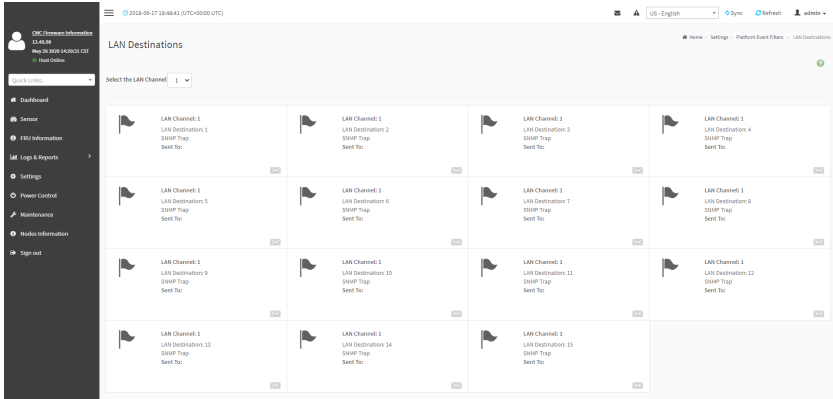 2018-06-17 18:48:41 (UTC+00:00 UTC)
US - English
Sync
Refresh
admin
CMC Firmware Information
12.40.08
May 26 2020 14:20:31 CST
Host Online
Quick Links...
Dashboard
Sensor
FRU Information
Logs & Reports
Settings
Power Control
Maintenance
Nodes Information
Sign out
LAN Destinations
Home > Settings > Platform Event Filters > LAN Destinations
Select the LAN Channel 1
LAN Channel: 1
LAN Destination: 1
SNMP Trap
Sent To:
LAN Channel: 1
LAN Destination: 2
SNMP Trap
Sent To:
LAN Channel: 1
LAN Destination: 3
SNMP Trap
Sent To:
LAN Channel: 1
LAN Destination: 4
SNMP Trap
Sent To:
LAN Channel: 1
LAN Destination: 5
SNMP Trap
Sent To:
LAN Channel: 1
LAN Destination: 6
SNMP Trap
Sent To:
LAN Channel: 1
LAN Destination: 7
SNMP Trap
Sent To:
LAN Channel: 1
LAN Destination: 8
SNMP Trap
Sent To:
LAN Channel: 1
LAN Destination: 9
SNMP Trap
Sent To:
LAN Channel: 1
LAN Destination: 10
SNMP Trap
Sent To:
LAN Channel: 1
LAN Destination: 11
SNMP Trap
Sent To:
LAN Channel: 1
LAN Destination: 12
SNMP Trap
Sent To:
LAN Channel: 1
LAN Destination: 13
SNMP Trap
Sent To:
LAN Channel: 1
LAN Destination: 14
SNMP Trap
Sent To:
LAN Channel: 1
LAN Destination: 15
SNMP Trap
Sent To: